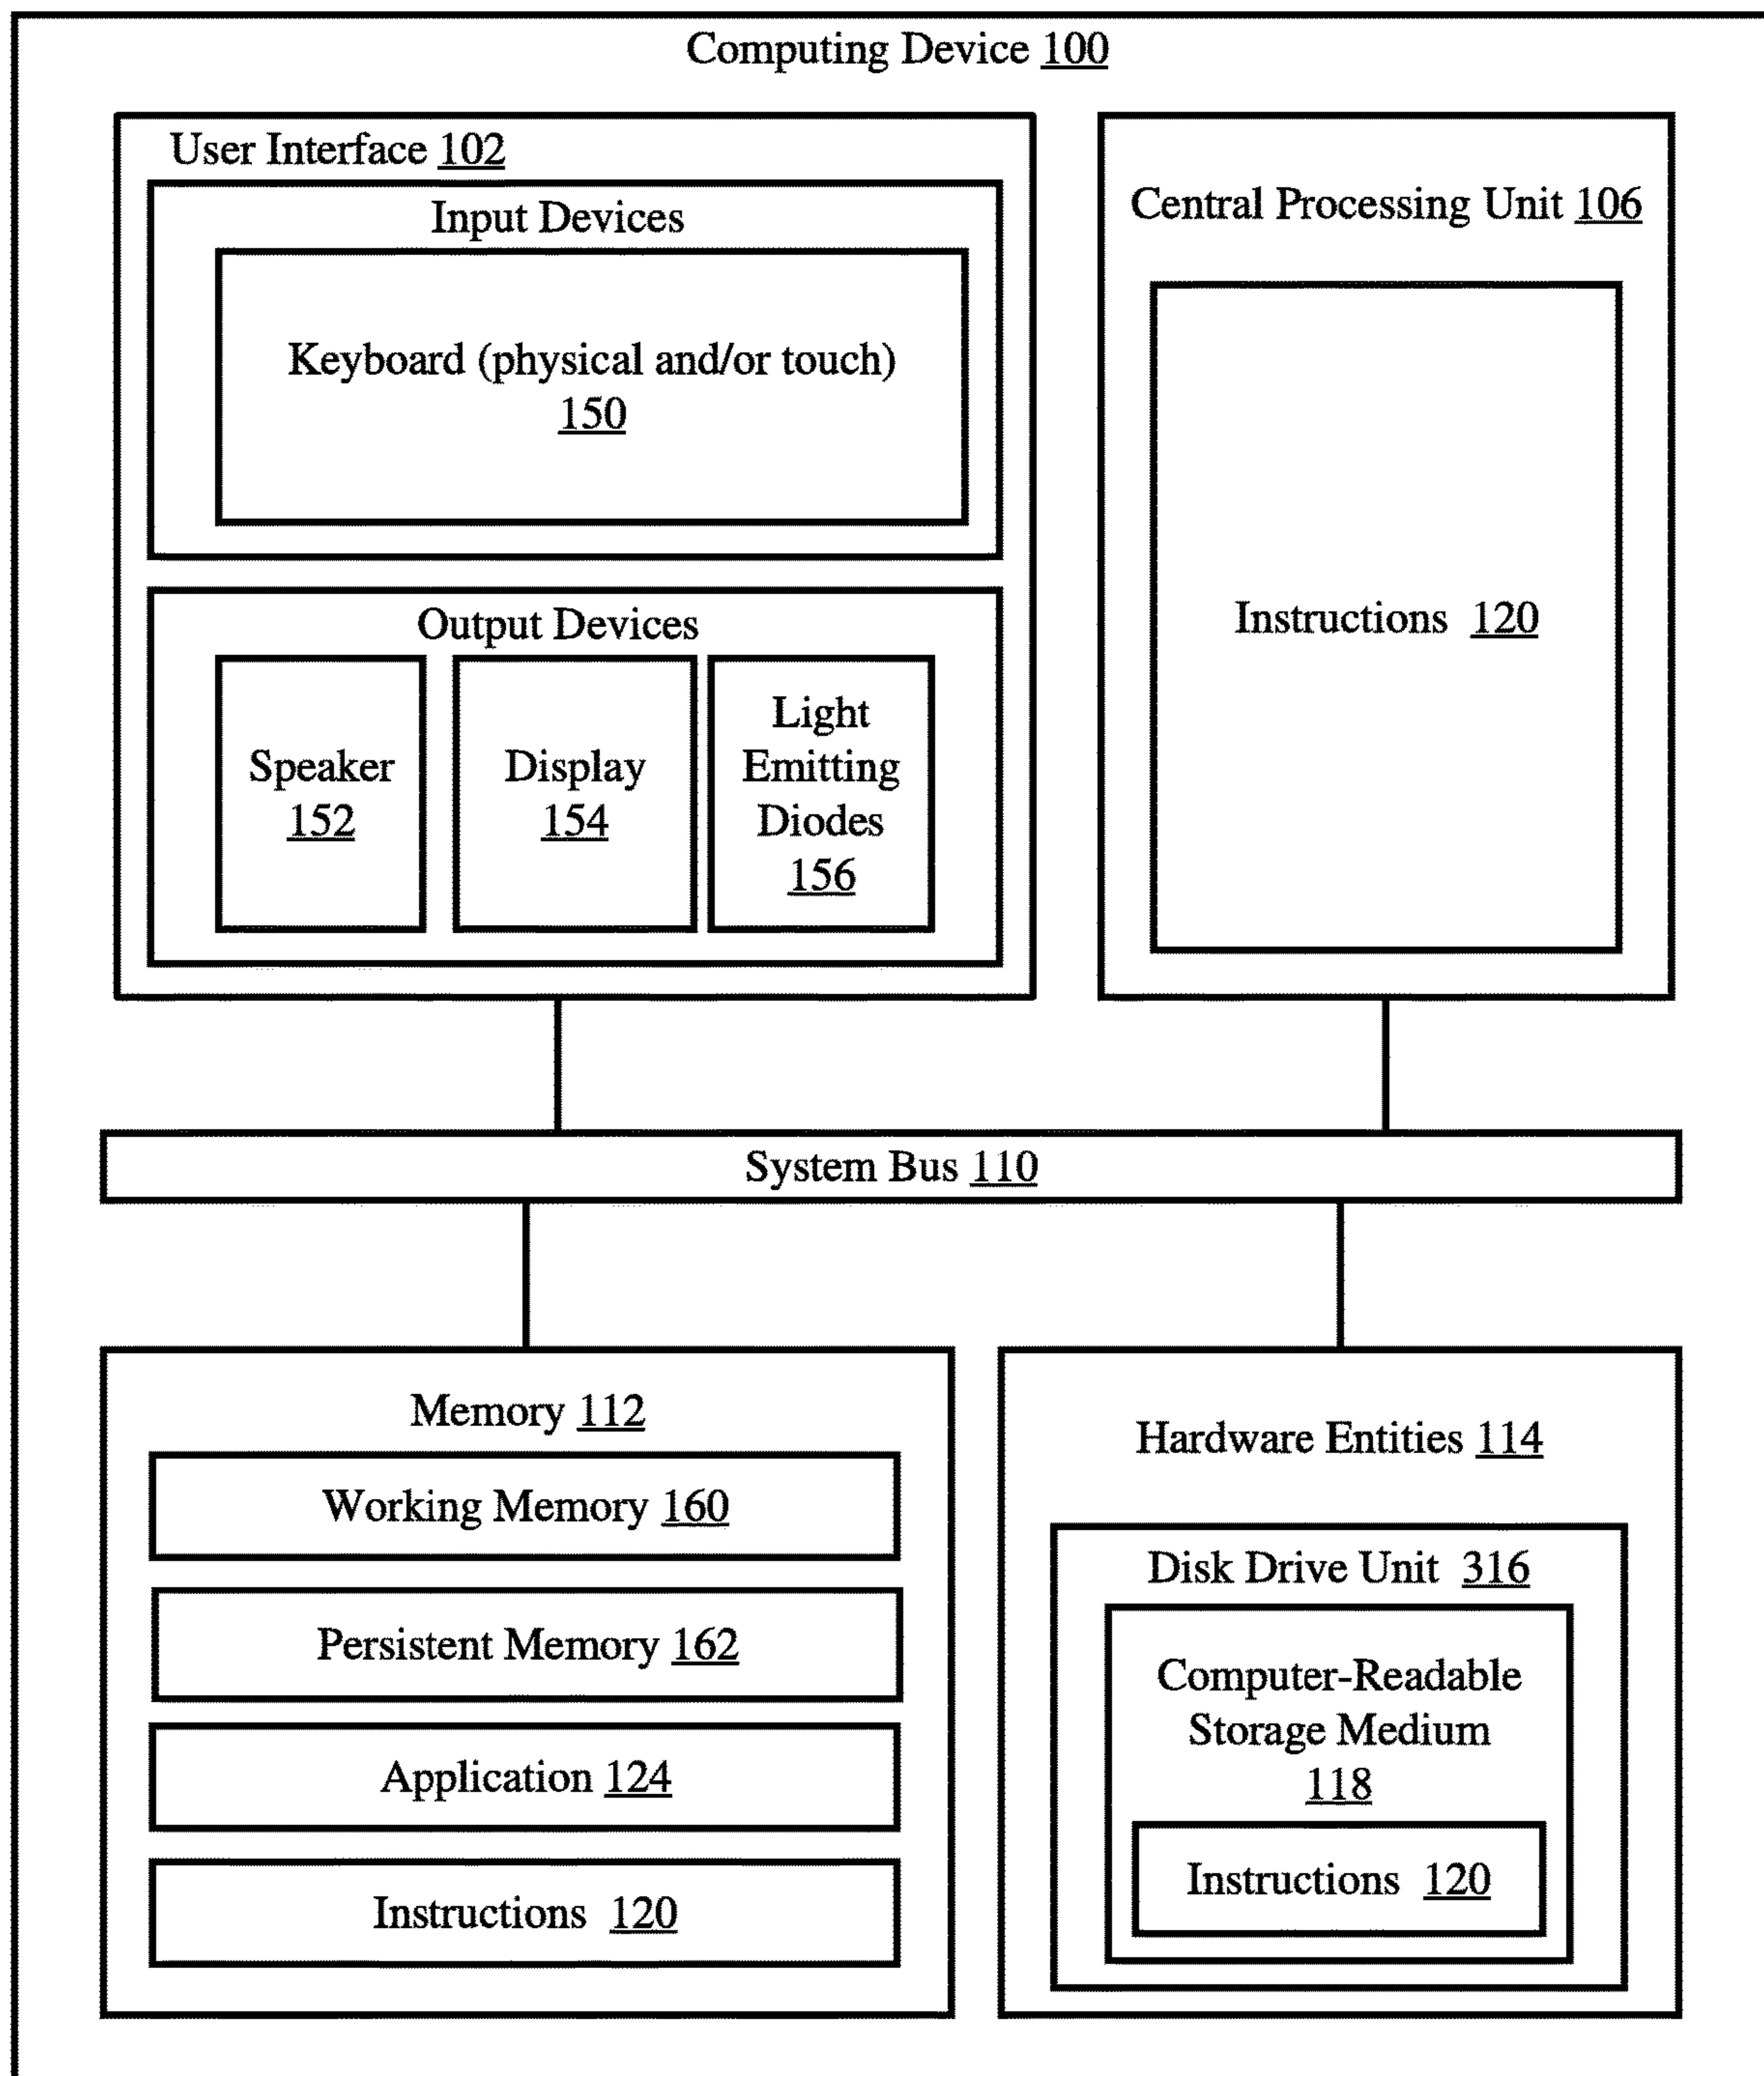 Computing Device 100
User Interface 102
Input Devices
Keyboard (physical and/or touch)
150
Output Devices
Speaker
152
Display
154
Light
Emitting
Diodes
156
Central Processing Unit 106
Instructions 120
System Bus 110
Memory 112
Working Memory 160
Persistent Memory 162
Application 124
Instructions 120
Hardware Entities 114
Disk Drive Unit 316
Computer-Readable
Storage Medium
118
Instructions 120